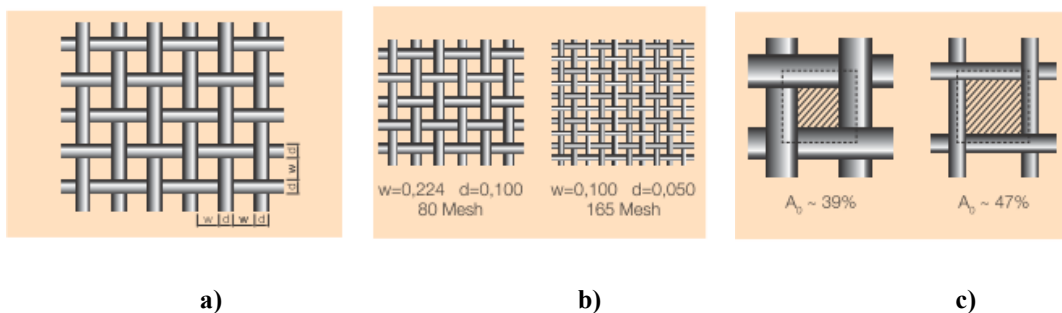 d
w
d
w d w d
w=0,224 d=0,100
80 Mesh
w=0,100 d=0,050
165 Mesh
A₀ ~ 39%
A₀ ~ 47%
a)
b)
c)